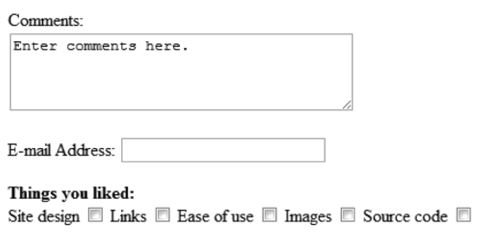 Comments:
Enter comments here.
E-mail Address:
Things you liked:
Site design Links Ease of use Images Source code